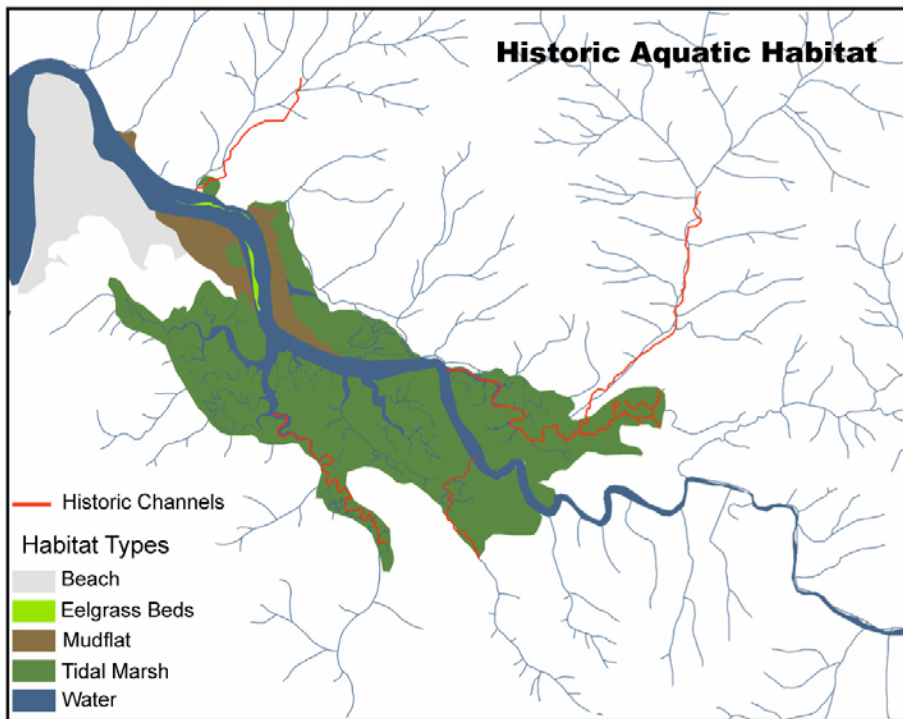 Historic Aquatic Habitat
Historic Channels
Habitat Types
Beach
Eelgrass Beds
Mudflat
Tidal Marsh
Water